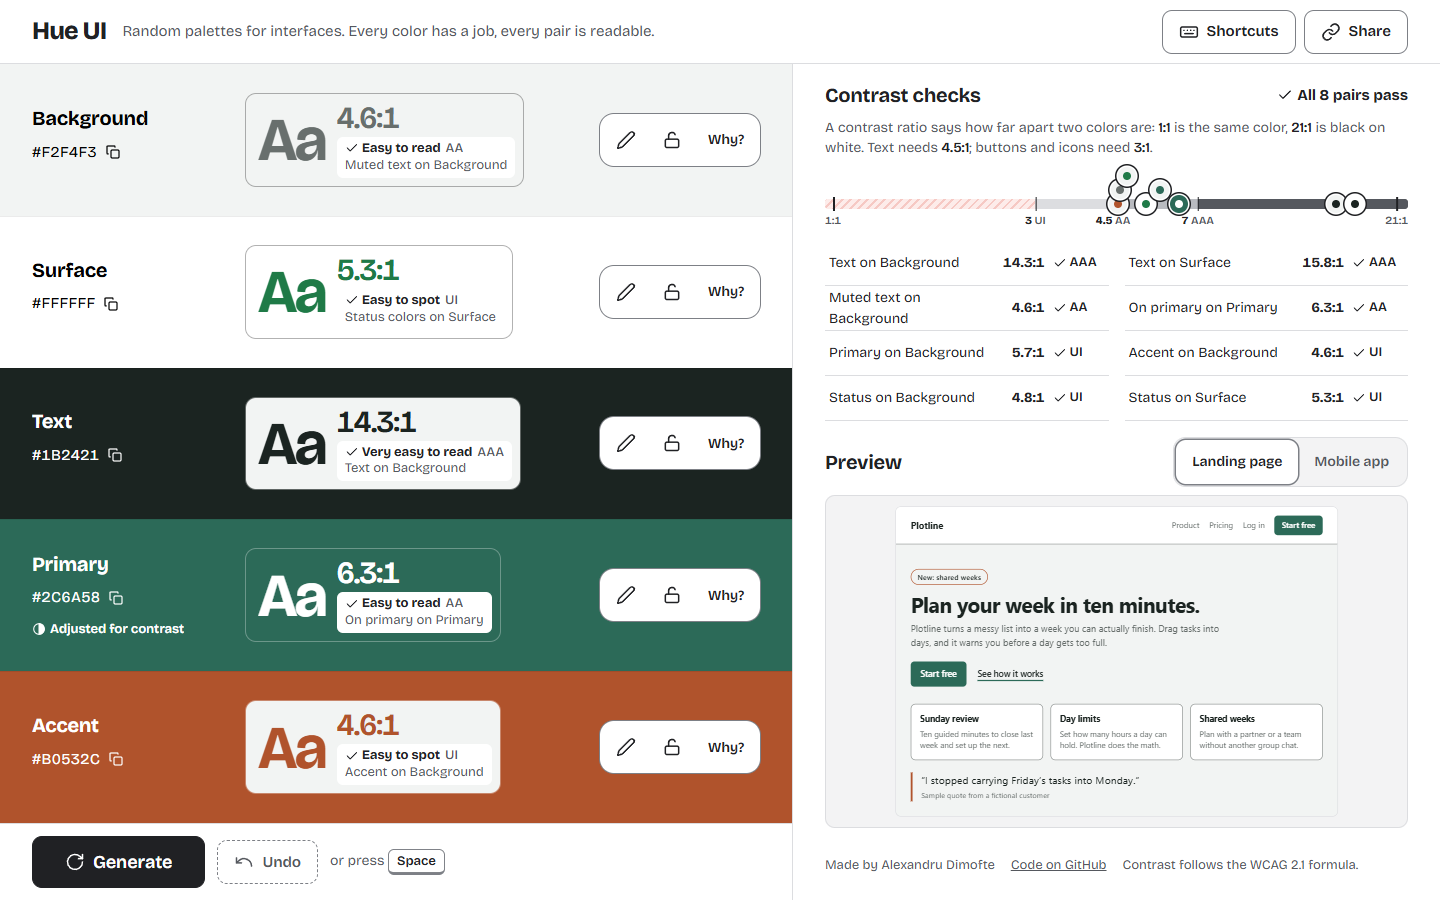 Hue UI
Random palettes for interfaces. Every color has a job, every pair is readable.
Shortcuts
Share
Background
#F2F4F3
Aa
4.6:1
Easy to read AA
Muted text on Background
Why?
Surface
#FFFFFF
Aa
5.3:1
Easy to spot UI
Status colors on Surface
Why?
Text
#1B2421
Aa
14.3:1
Very easy to read AAA
Text on Background
Why?
Primary
#2C6A58
Adjusted for contrast
Aa
6.3:1
Easy to read AA
On primary on Primary
Why?
Accent
#B0532C
Aa
4.6:1
Easy to spot UI
Accent on Background
Why?
Generate
Undo
or press Space
Contrast checks
All 8 pairs pass
A contrast ratio says how far apart two colors are: 1:1 is the same color, 21:1 is black on
white. Text needs 4.5:1; buttons and icons need 3:1.
1:1
3 UI
4.5 AA
7 AAA
21:1
Text on Background 14.3:1 AAA
Text on Surface 15.8:1 AAA
Muted text on
Background 4.6:1 AA
On primary on Primary 6.3:1 AA
Primary on Background 5.7:1 UI
Accent on Background 4.6:1 UI
Status on Background 4.8:1 UI
Status on Surface 5.3:1 UI
Preview
Landing page
Mobile app
Plotline
Product
Pricing
Log in
Start free
New: shared weeks
Plan your week in ten minutes.
Plotline turns a messy list into a week you can actually finish. Drag tasks into
days, and it warns you before a day gets too full.
Start free
See how it works
Sunday review
Ten guided minutes to close last
week and set up the next.
Day limits
Set how many hours a day can
hold. Plotline does the math.
Shared weeks
Plan with a partner or a team
without another group chat.
“I stopped carrying Friday’s tasks into Monday.”
Sample quote from a fictional customer
Made by Alexandru Dimofte
Code on GitHub
Contrast follows the WCAG 2.1 formula.